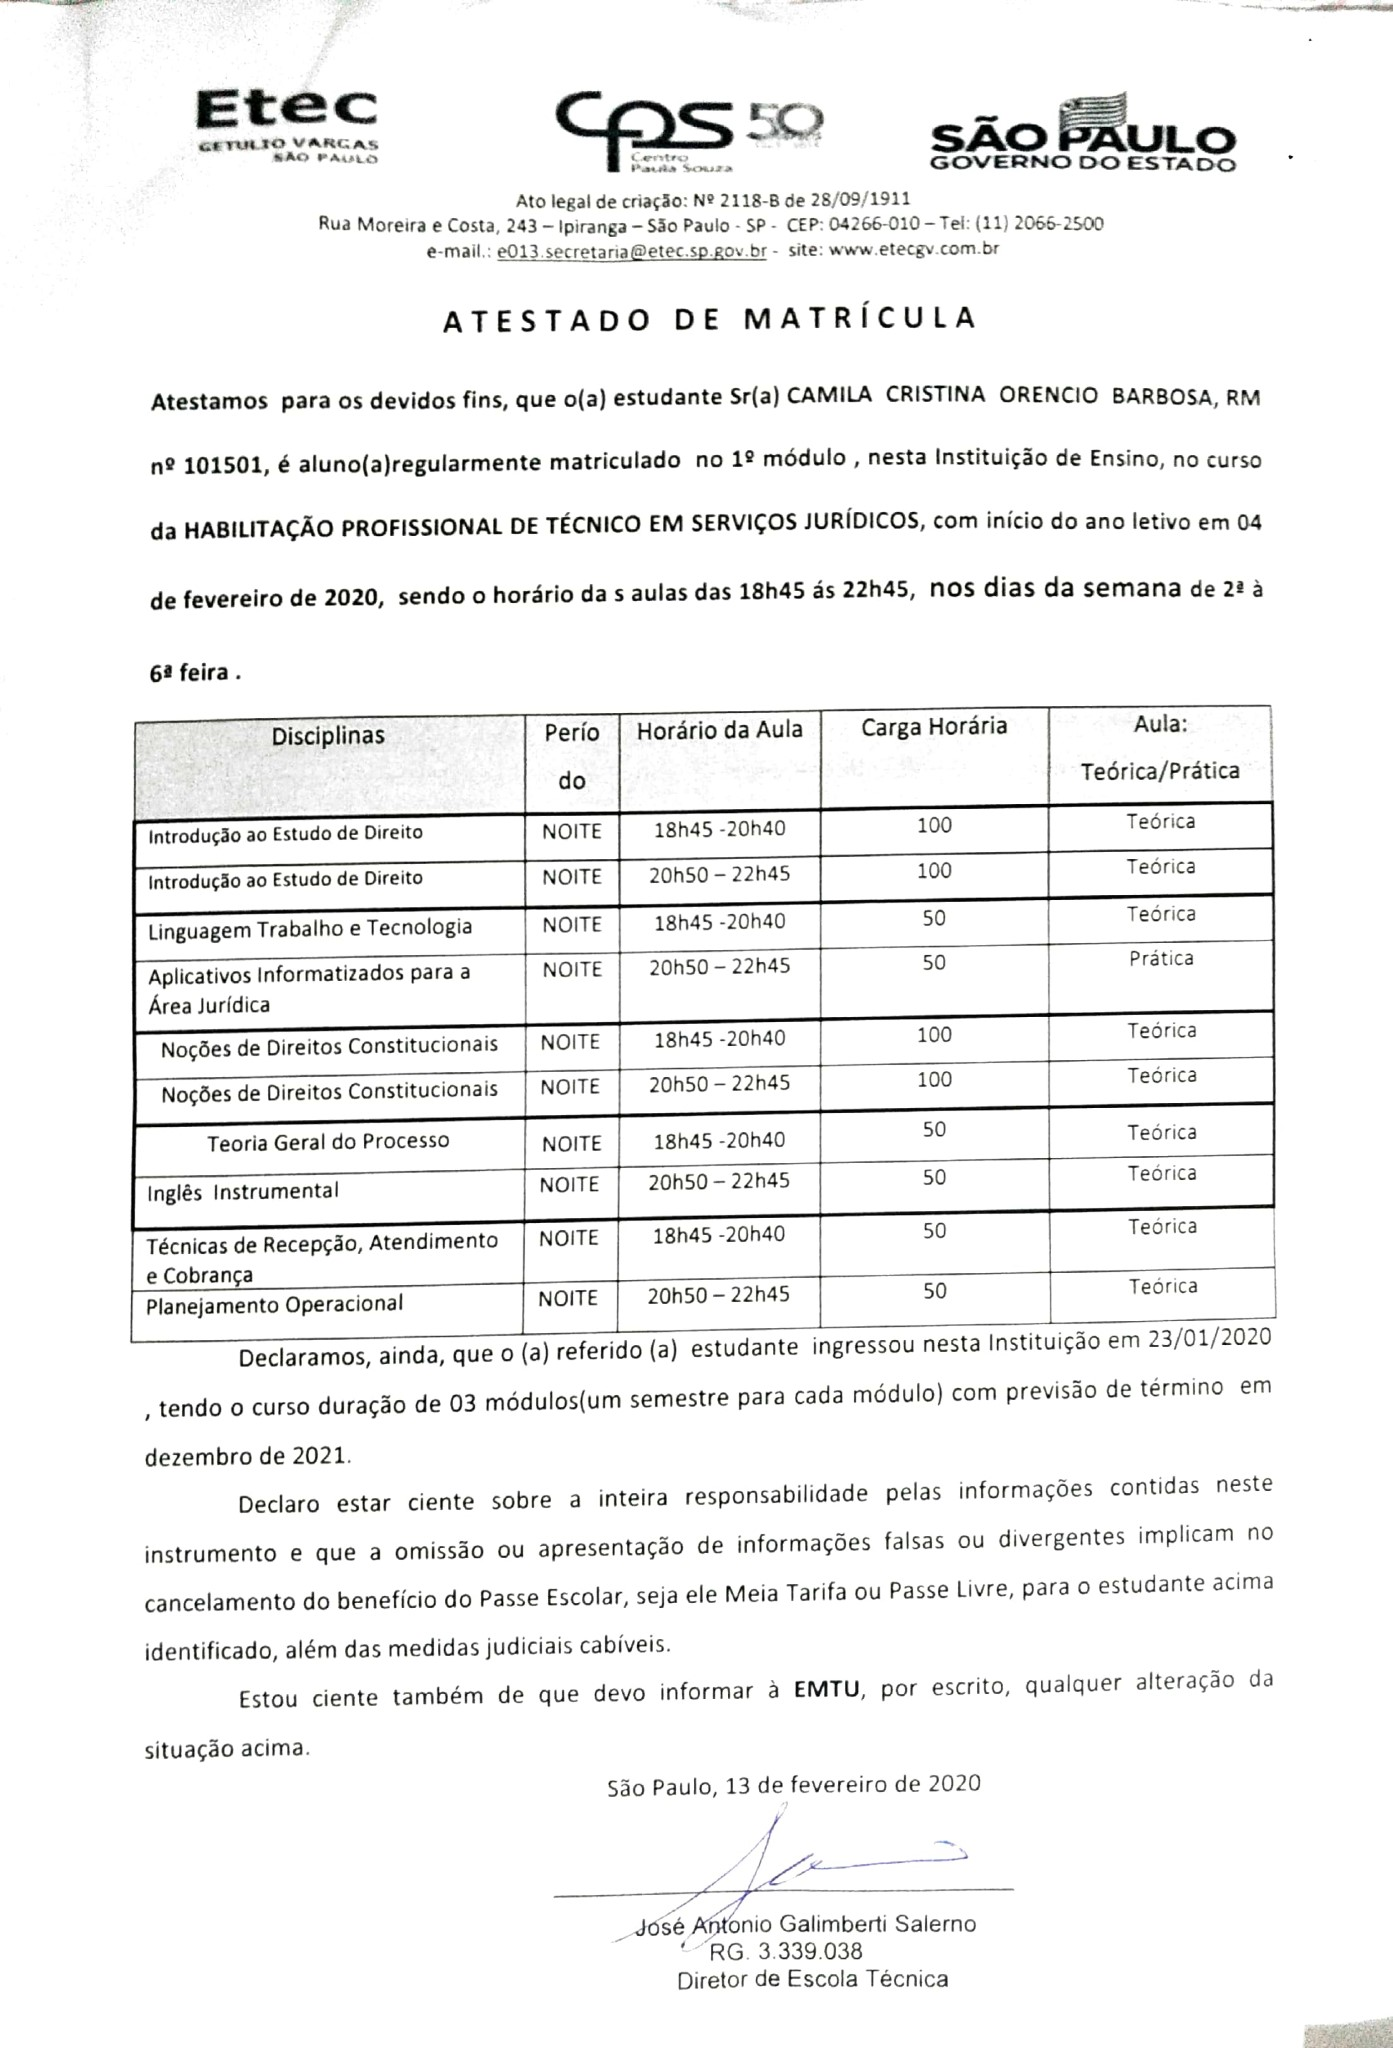 Etec
GETULIO VARGAS
SÃO PAULO
CPS 50
Centro
Paula Souza
SÃO PAULO
GOVERNO DO ESTADO
Ato legal de criação: Nº 2118-B de 28/09/1911
Rua Moreira e Costa, 243 – Ipiranga – São Paulo - SP - CEP: 04266-010 – Tel: (11) 2066-2500
e-mail.: e013.secretaria@etec.sp.gov.br - site: www.etecgv.com.br
ATESTADO DE MATRÍCULA
Atestamos para os devidos fins, que o(a) estudante Sr(a) CAMILA CRISTINA ORENCIO BARBOSA, RM
nº 101501, é aluno(a)regularmente matriculado no 1º módulo , nesta Instituição de Ensino, no curso
da HABILITAÇÃO PROFISSIONAL DE TÉCNICO EM SERVIÇOS JURÍDICOS, com início do ano letivo em 04
de fevereiro de 2020, sendo o horário da s aulas das 18h45 ás 22h45, nos dias da semana de 2ª à
6ª feira .
Disciplinas Perío do Horário da Aula Carga Horária Aula: Teórica/Prática
Introdução ao Estudo de Direito NOITE 18h45 -20h40 100 Teórica
Introdução ao Estudo de Direito NOITE 20h50 – 22h45 100 Teórica
Linguagem Trabalho e Tecnologia NOITE 18h45 -20h40 50 Teórica
Aplicativos Informatizados para a NOITE 20h50 – 22h45 50 Prática
Área Jurídica
Noções de Direitos Constitucionais NOITE 18h45 -20h40 100 Teórica
Noções de Direitos Constitucionais NOITE 20h50 – 22h45 100 Teórica
Teoria Geral do Processo NOITE 18h45 -20h40 50 Teórica
Inglês Instrumental NOITE 20h50 – 22h45 50 Teórica
Técnicas de Recepção, Atendimento NOITE 18h45 -20h40 50 Teórica
e Cobrança
Planejamento Operacional NOITE 20h50 – 22h45 50 Teórica
Declaramos, ainda, que o (a) referido (a) estudante ingressou nesta Instituição em 23/01/2020
, tendo o curso duração de 03 módulos(um semestre para cada módulo) com previsão de término em
dezembro de 2021.
Declaro estar ciente sobre a inteira responsabilidade pelas informações contidas neste
instrumento e que a omissão ou apresentação de informações falsas ou divergentes implicam no
cancelamento do benefício do Passe Escolar, seja ele Meia Tarifa ou Passe Livre, para o estudante acima
identificado, além das medidas judiciais cabíveis.
Estou ciente também de que devo informar à EMTU, por escrito, qualquer alteração da
situação acima.
São Paulo, 13 de fevereiro de 2020
José Antonio Galimberti Salerno
RG. 3.339.038
Diretor de Escola Técnica